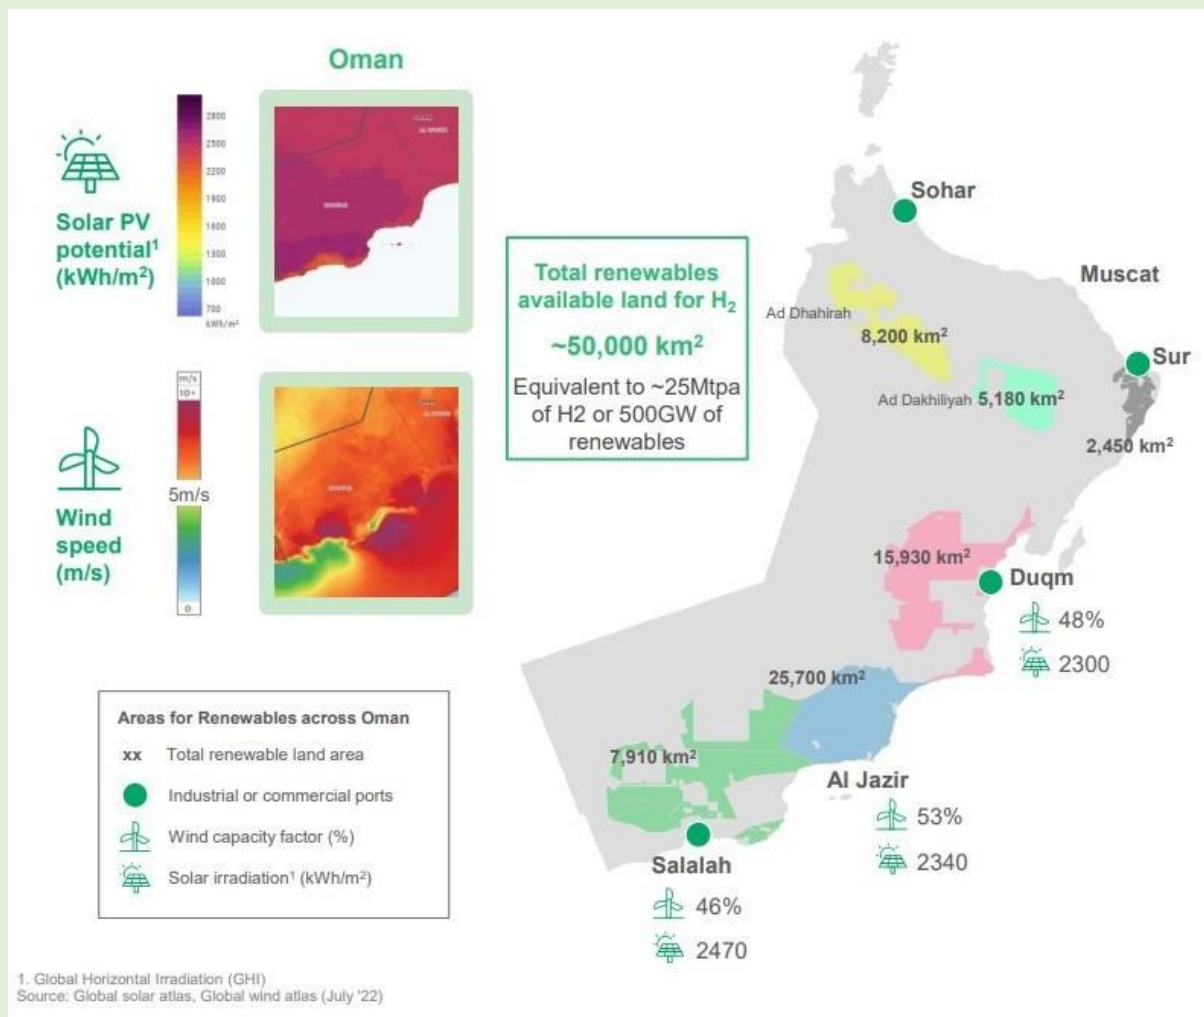 Oman
Solar PV
potential¹
(kWh/m²)
2800
2500
2200
1900
1600
1300
1000
700
kWh/m²
Wind
speed
(m/s)
m/s
10+
5m/s
0
Total renewables
available land for H₂
~50,000 km²
Equivalent to ~25Mtpa
of H2 or 500GW of
renewables
Sohar
Muscat
Ad Dhahirah
8,200 km²
Sur
Ad Dakhiliyah
5,180 km²
2,450 km²
15,930 km²
Duqm
48%
2300
25,700 km²
7,910 km²
Al Jazir
53%
2340
Salalah
46%
2470
Areas for Renewables across Oman
xx Total renewable land area
Industrial or commercial ports
Wind capacity factor (%)
Solar irradiation¹ (kWh/m²)
1. Global Horizontal Irradiation (GHI)
Source: Global solar atlas, Global wind atlas (July '22)